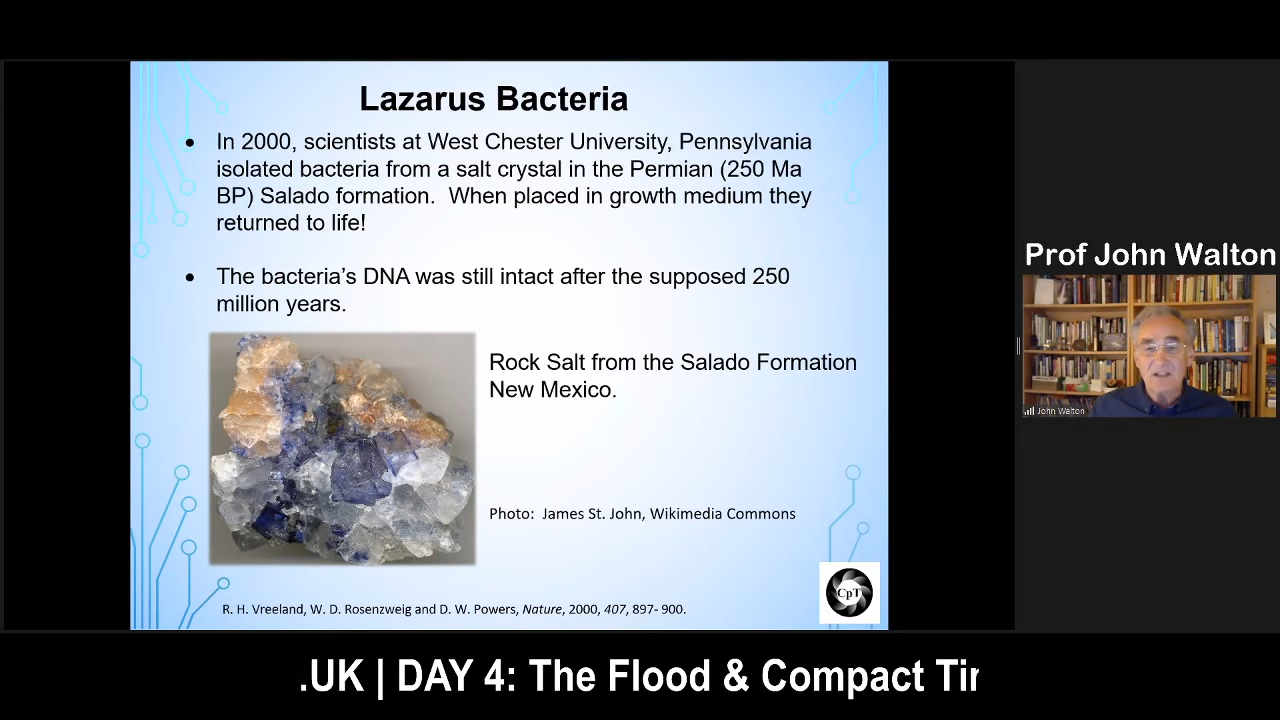 Lazarus Bacteria
• In 2000, scientists at West Chester University, Pennsylvania
isolated bacteria from a salt crystal in the Permian (250 Ma
BP) Salado formation.  When placed in growth medium they
returned to life!
• The bacteria’s DNA was still intact after the supposed 250
million years.
Rock Salt from the Salado Formation
New Mexico.
Photo:  James St. John, Wikimedia Commons
CpT
R. H. Vreeland, W. D. Rosenzweig and D. W. Powers, Nature, 2000, 407, 897- 900.
Prof John Walton
John Walton
.UK | DAY 4: The Flood & Compact Tir